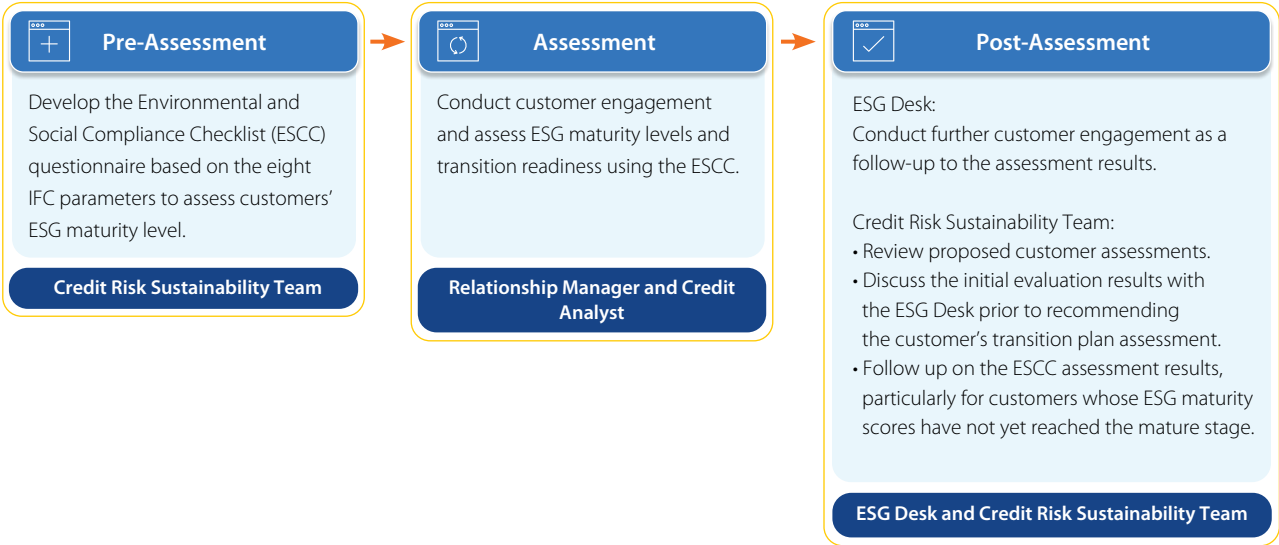 Pre-Assessment
Develop the Environmental and
Social Compliance Checklist (ESCC)
questionnaire based on the eight
IFC parameters to assess customers'
ESG maturity level.
Credit Risk Sustainability Team
Assessment
Conduct customer engagement
and assess ESG maturity levels and
transition readiness using the ESCC.
Relationship Manager and Credit
Analyst
Post-Assessment
ESG Desk:
Conduct further customer engagement as a
follow-up to the assessment results.
Credit Risk Sustainability Team:
• Review proposed customer assessments.
• Discuss the initial evaluation results with
the ESG Desk prior to recommending
the customer's transition plan assessment.
• Follow up on the ESCC assessment results,
particularly for customers whose ESG maturity
scores have not yet reached the mature stage.
ESG Desk and Credit Risk Sustainability Team